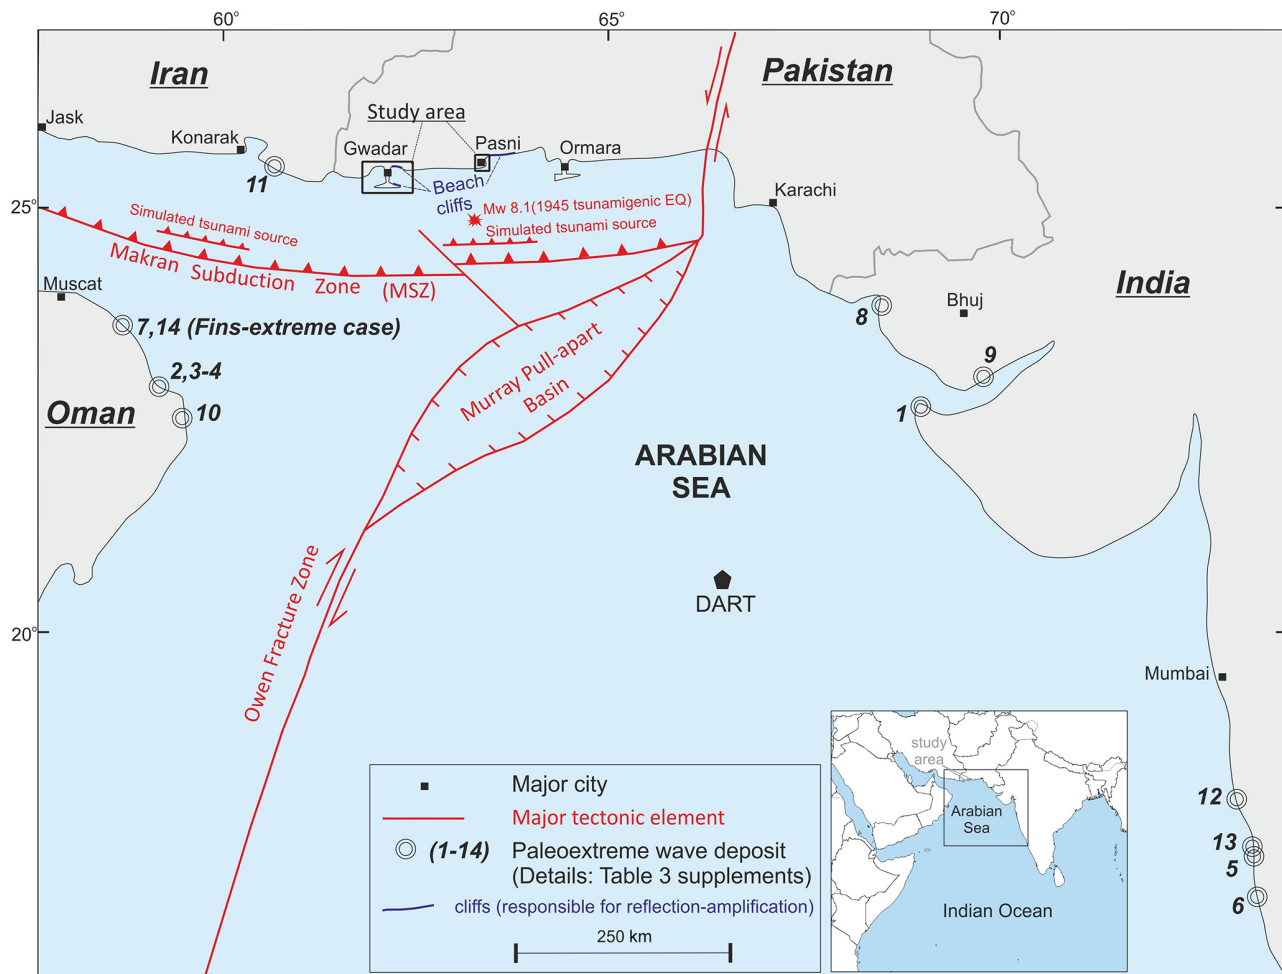 60° 65° 70°
Iran
Pakistan
Jask
Study area
Konarak
Gwadar
Pasni
Ormara
11
Beach
cliffs
Karachi
25°
Mw 8.1(1945 tsunamigenic EQ)
Simulated tsunami source
Simulated tsunami source
Makran Subduction Zone (MSZ)
Muscat
India
Bhuj
7,14 (Fins-extreme case)
8
9
2,3-4
Murray Pull-apart
Basin
Oman
10
1
ARABIAN
SEA
DART
Owen Fracture Zone
20°
Mumbai
study
area
Arabian
Sea
Indian Ocean
12
13
5
6
Major city
Major tectonic element
(1-14) Paleoextreme wave deposit
(Details: Table 3 supplements)
cliffs (responsible for reflection-amplification)
250 km